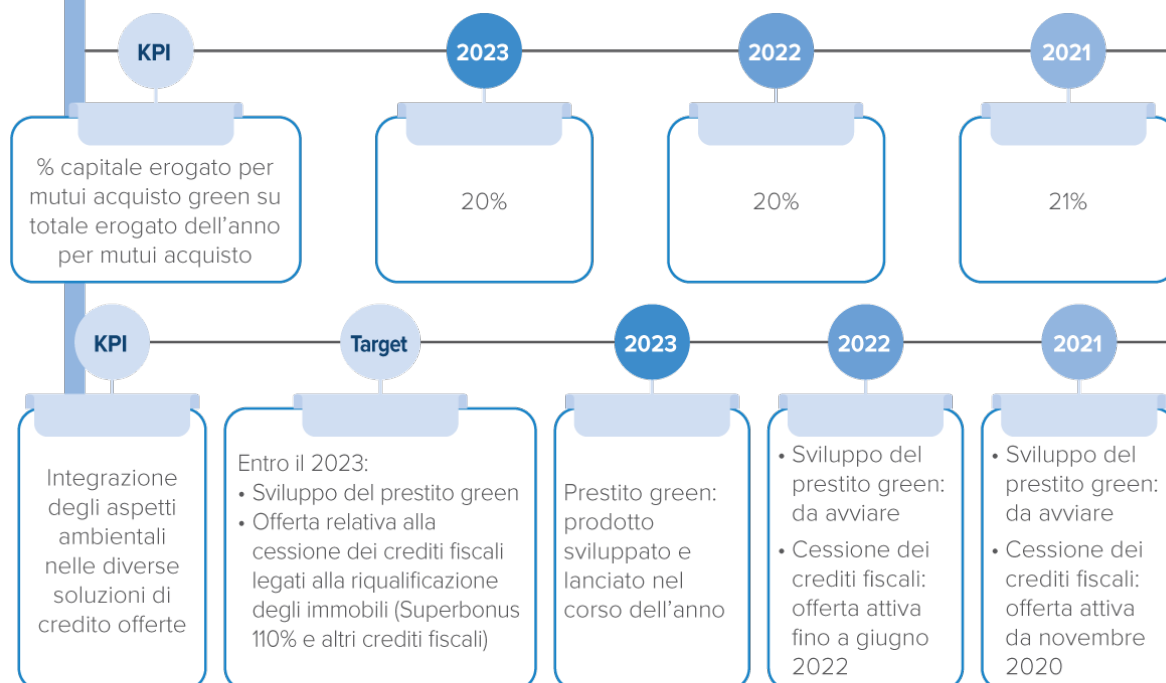 KPI
2023
2022
2021
% capitale erogato per
mutui acquisto green su
totale erogato dell'anno
per mutui acquisto
20%
20%
21%
KPI
Target
2023
2022
2021
Integrazione
degli aspetti
ambientali
nelle diverse
soluzioni di
credito offerte
Entro il 2023:
• Sviluppo del prestito green
• Offerta relativa alla
cessione dei crediti fiscali
legati alla riqualificazione
degli immobili (Superbonus
110% e altri crediti fiscali)
Prestito green:
prodotto
sviluppato e
lanciato nel
corso dell'anno
• Sviluppo del
prestito green:
da avviare
• Cessione dei
crediti fiscali:
offerta attiva
fino a giugno
2022
• Sviluppo del
prestito green:
da avviare
• Cessione dei
crediti fiscali:
offerta attiva
da novembre
2020